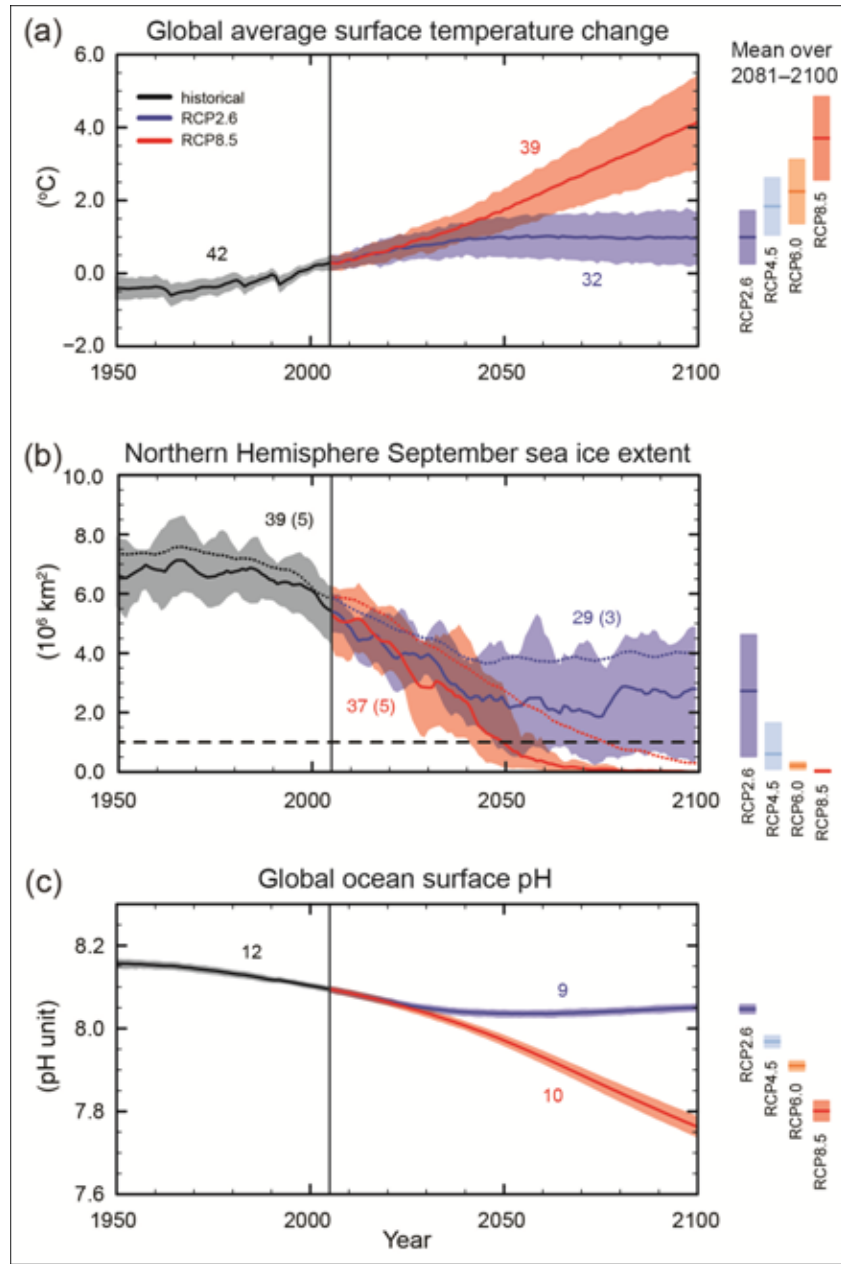 (a) Global average surface temperature change
Mean over
2081–2100
6.0
4.0
2.0
0.0
−2.0
(°C)
historical
RCP2.6
RCP8.5
39
42
32
1950 2000 2050 2100
RCP2.6
RCP4.5
RCP6.0
RCP8.5
(b) Northern Hemisphere September sea ice extent
10.0
8.0
6.0
4.0
2.0
0.0
(10⁶ km²)
39 (5)
29 (3)
37 (5)
1950 2000 2050 2100
RCP2.6
RCP4.5
RCP6.0
RCP8.5
(c) Global ocean surface pH
8.2
8.0
7.8
7.6
(pH unit)
12
9
10
1950 2000 2050 2100
Year
RCP2.6
RCP4.5
RCP6.0
RCP8.5